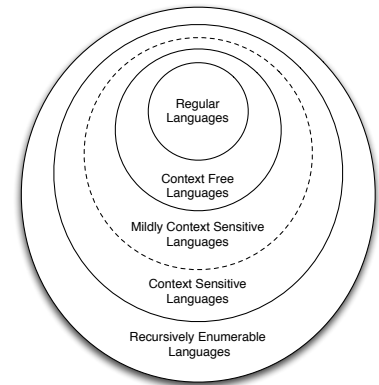 Regular
Languages
Context Free
Languages
Mildly Context Sensitive
Languages
Context Sensitive
Languages
Recursively Enumerable
Languages